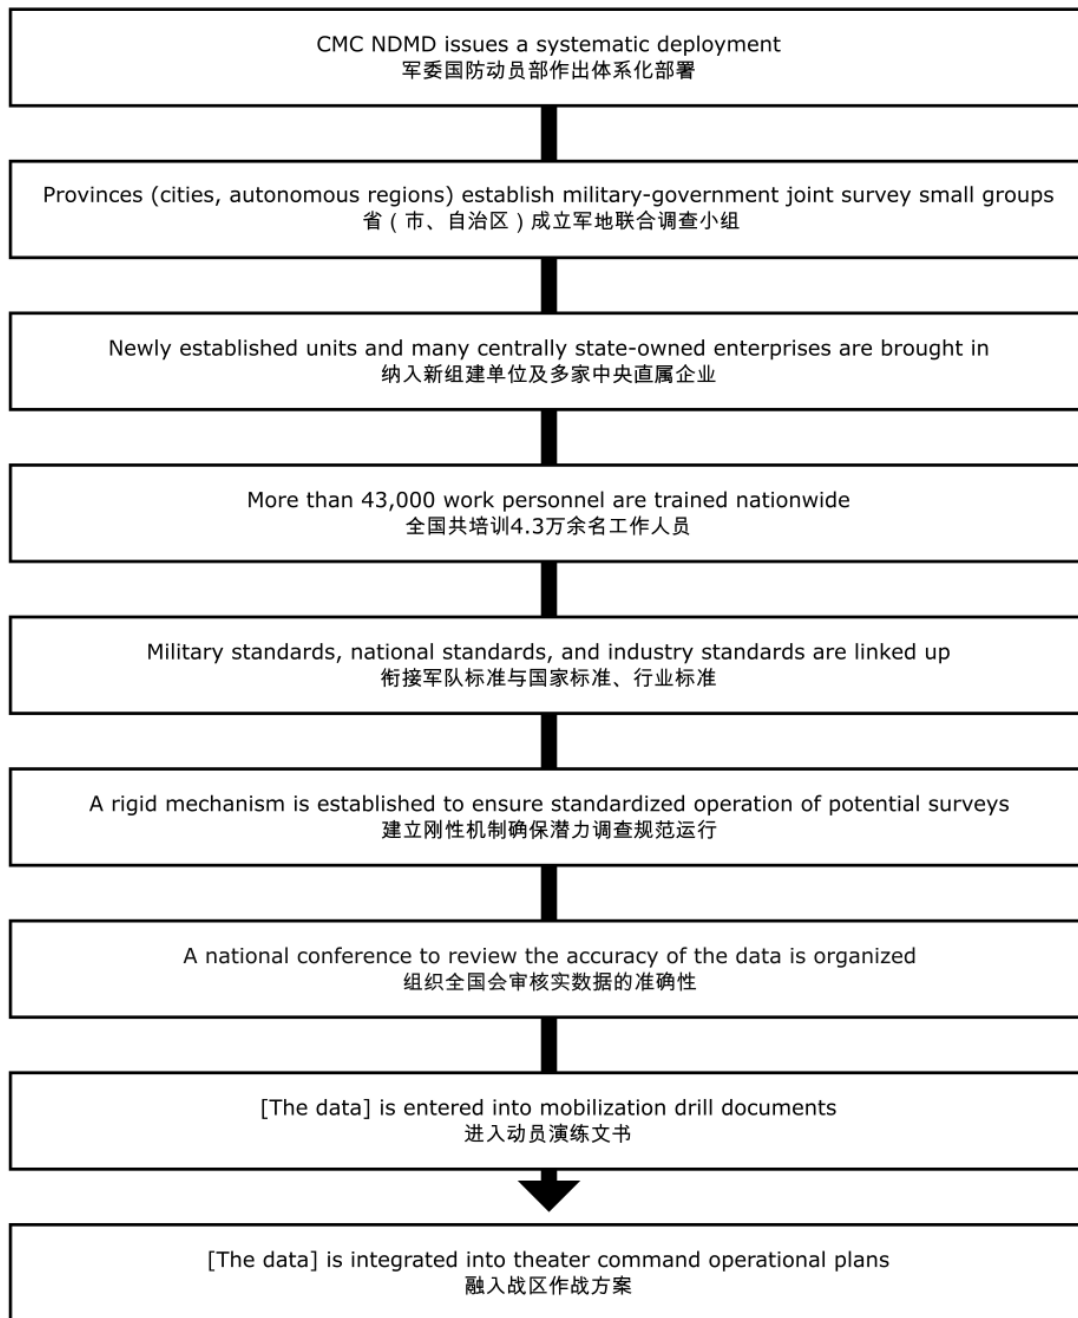 CMC NDMD issues a systematic deployment
军委国防动员部作出体系化部署
Provinces (cities, autonomous regions) establish military-government joint survey small groups
省（市、自治区）成立军地联合调查小组
Newly established units and many centrally state-owned enterprises are brought in
纳入新组建单位及多家中央直属企业
More than 43,000 work personnel are trained nationwide
全国共培训4.3万余名工作人员
Military standards, national standards, and industry standards are linked up
衔接军队标准与国家标准、行业标准
A rigid mechanism is established to ensure standardized operation of potential surveys
建立刚性机制确保潜力调查规范运行
A national conference to review the accuracy of the data is organized
组织全国会审核实数据的准确性
[The data] is entered into mobilization drill documents
进入动员演练文书
[The data] is integrated into theater command operational plans
融入战区作战方案